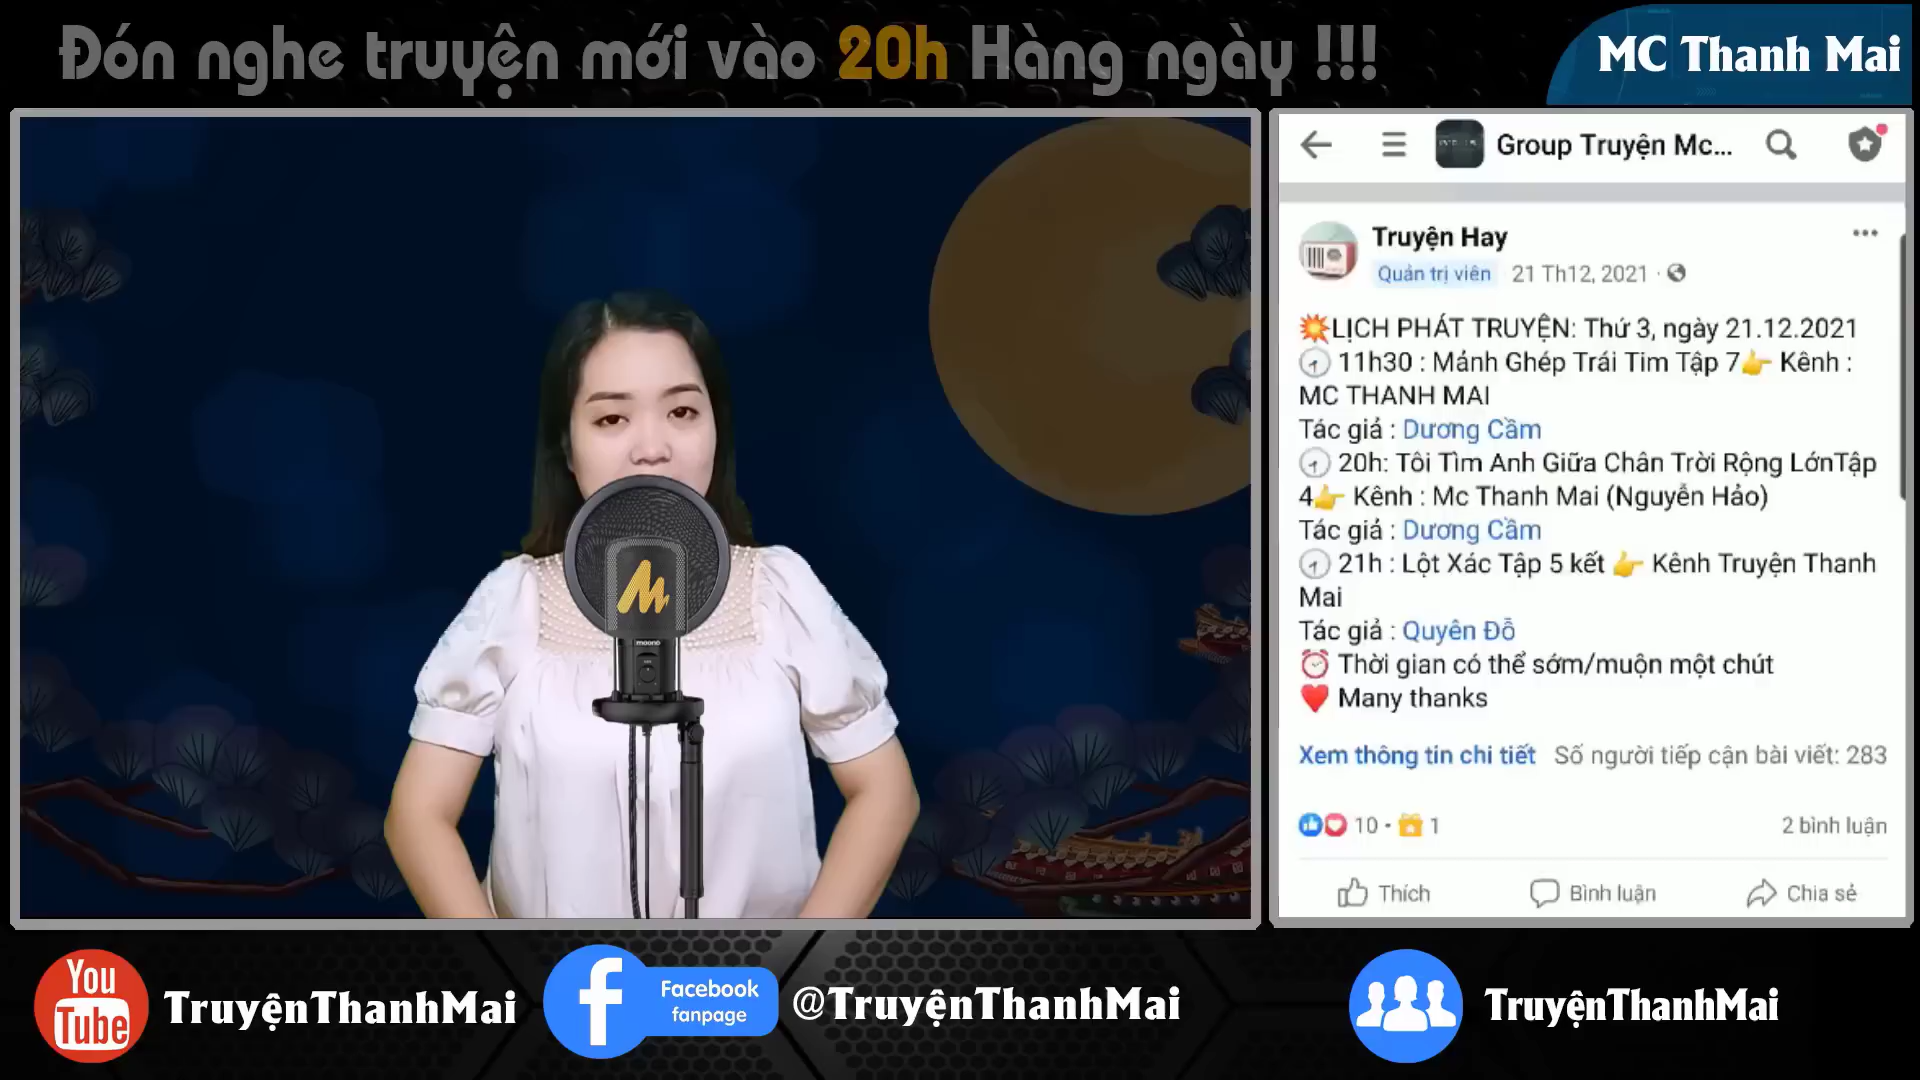 Đón nghe truyện mới vào 20h Hàng ngày !!!
MC Thanh Mai
Group Truyện Mc...
Truyện Hay
Quản trị viên 21 Th12, 2021 ·
💥LỊCH PHÁT TRUYỆN: Thứ 3, ngày 21.12.2021
🕢 11h30 : Mảnh Ghép Trái Tim Tập 7👉 Kênh :
MC THANH MAI
Tác giả : Dương Cầm
🕢 20h: Tôi Tìm Anh Giữa Chân Trời Rộng LớnTập
4👉 Kênh : Mc Thanh Mai (Nguyễn Hảo)
Tác giả : Dương Cầm
🕢 21h : Lột Xác Tập 5 kết 👉 Kênh Truyện Thanh
Mai
Tác giả : Quyên Đỗ
⏰ Thời gian có thể sớm/muộn một chút
❤️ Many thanks
Xem thông tin chi tiết Số người tiếp cận bài viết: 283
10 · 1 2 bình luận
Thích Bình luận Chia sẻ
moono
You
Tube
TruyệnThanhMai
Facebook
fanpage
@TruyệnThanhMai
TruyệnThanhMai